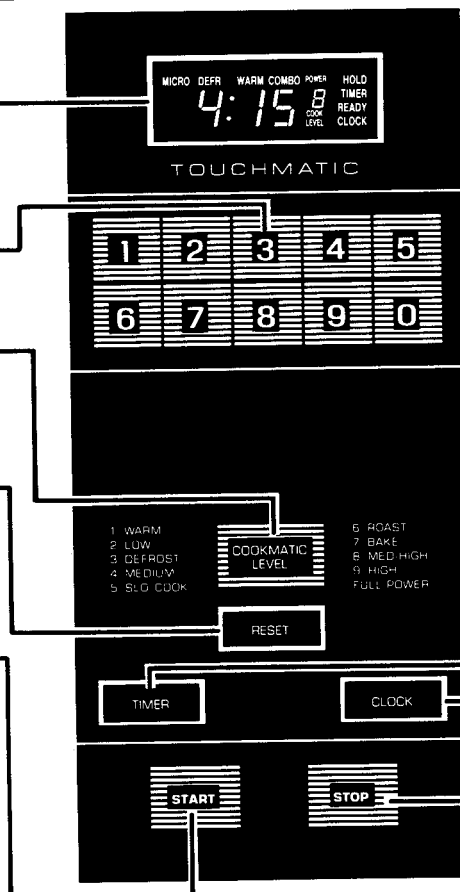 MICRO DEFR WARM COMBO POWER HOLD
TIMER
4:15 8 READY
COOK
LEVEL CLOCK
TOUCHMATIC
1 2 3 4 5
6 7 8 9 0
1 WARM
2 LOW
3 DEFROST
4 MEDIUM
5 SLO COOK
COOKMATIC
LEVEL
6 ROAST
7 BAKE
8 MED-HIGH
9 HIGH
FULL POWER
RESET
TIMER CLOCK
START STOP